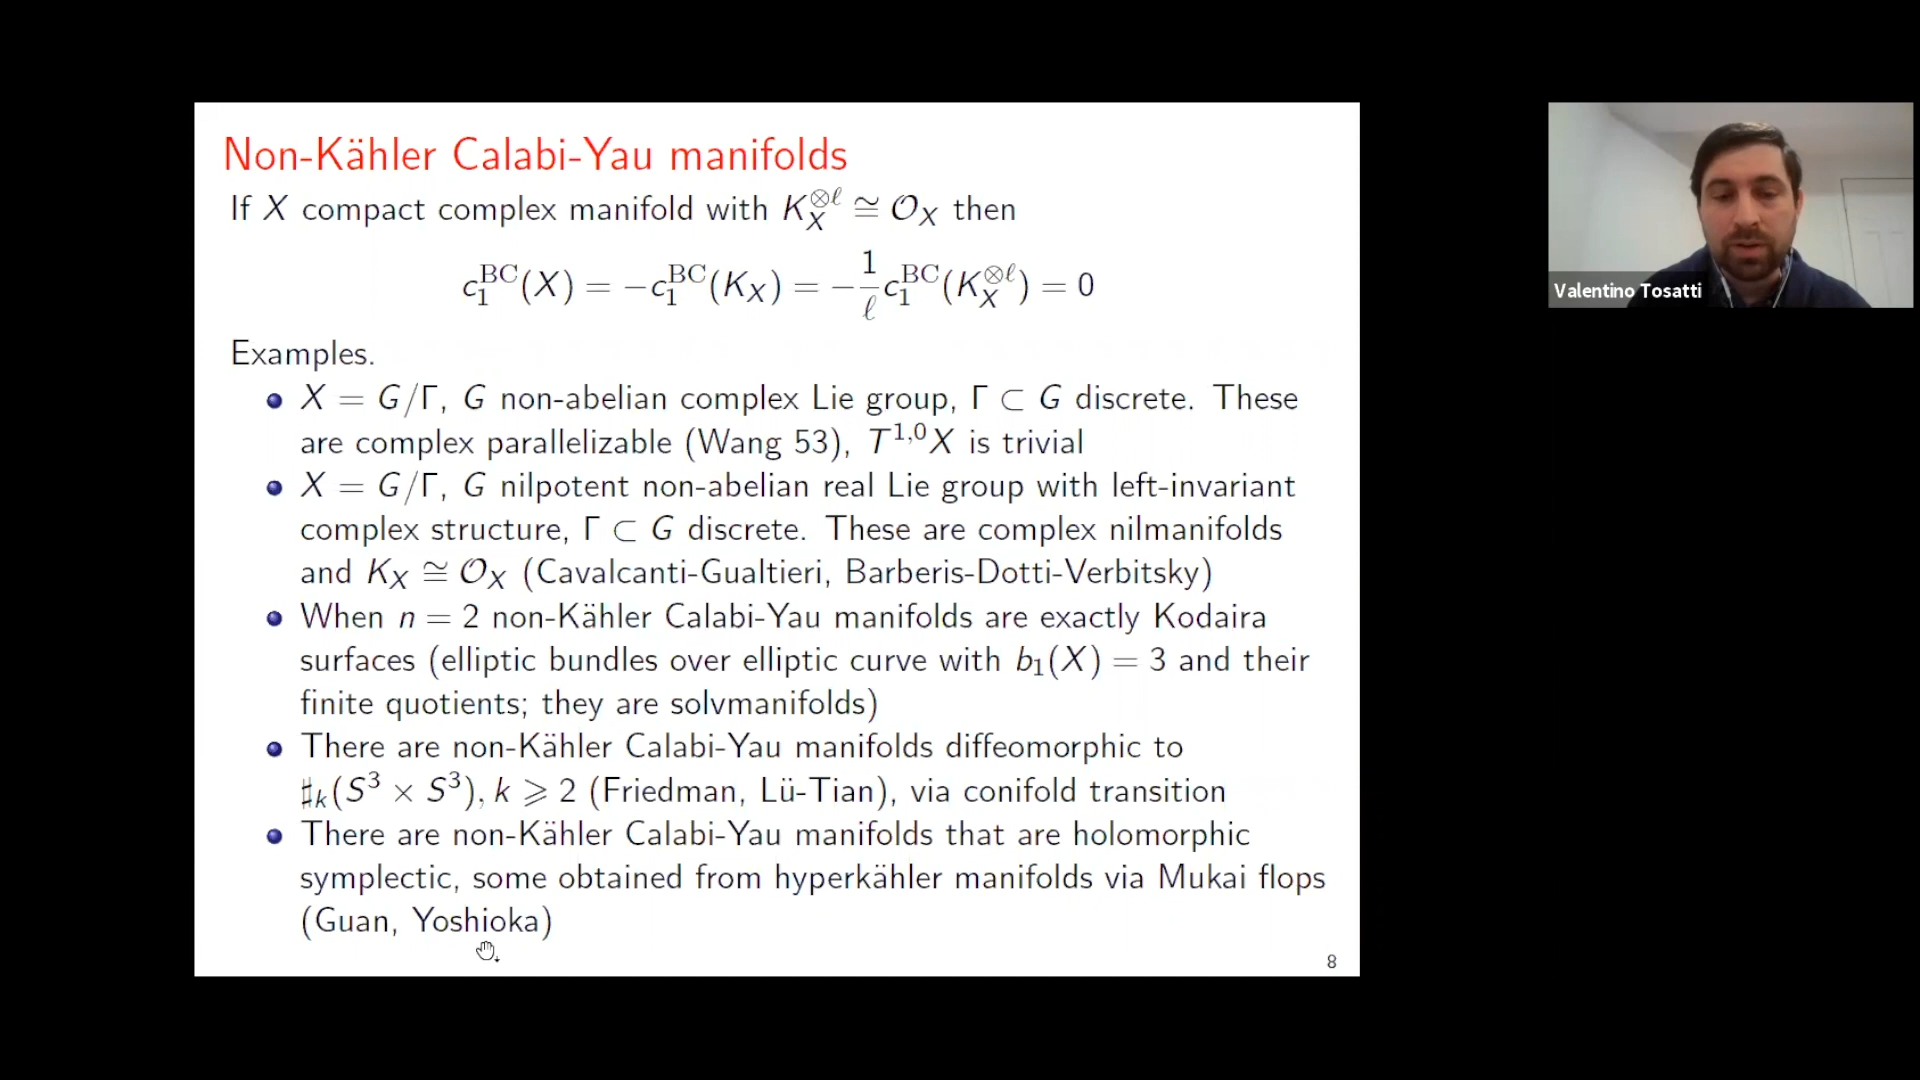 Non-Kähler Calabi-Yau manifolds
If X compact complex manifold with K_X^{⊗ℓ} ≅ 𝒪_X then
c_1^{BC}(X) = −c_1^{BC}(K_X) = −\frac{1}{ℓ}c_1^{BC}(K_X^{⊗ℓ}) = 0
Examples.
• X = G/Γ, G non-abelian complex Lie group, Γ ⊂ G discrete. These
are complex parallelizable (Wang 53), T^{1,0}X is trivial
• X = G/Γ, G nilpotent non-abelian real Lie group with left-invariant
complex structure, Γ ⊂ G discrete. These are complex nilmanifolds
and K_X ≅ 𝒪_X (Cavalcanti-Gualtieri, Barberis-Dotti-Verbitsky)
• When n = 2 non-Kähler Calabi-Yau manifolds are exactly Kodaira
surfaces (elliptic bundles over elliptic curve with b_1(X) = 3 and their
finite quotients; they are solvmanifolds)
• There are non-Kähler Calabi-Yau manifolds diffeomorphic to
♯_k(S^3 × S^3), k ⩾ 2 (Friedman, Lü-Tian), via conifold transition
• There are non-Kähler Calabi-Yau manifolds that are holomorphic
symplectic, some obtained from hyperkähler manifolds via Mukai flops
(Guan, Yoshioka)
8
Valentino Tosatti